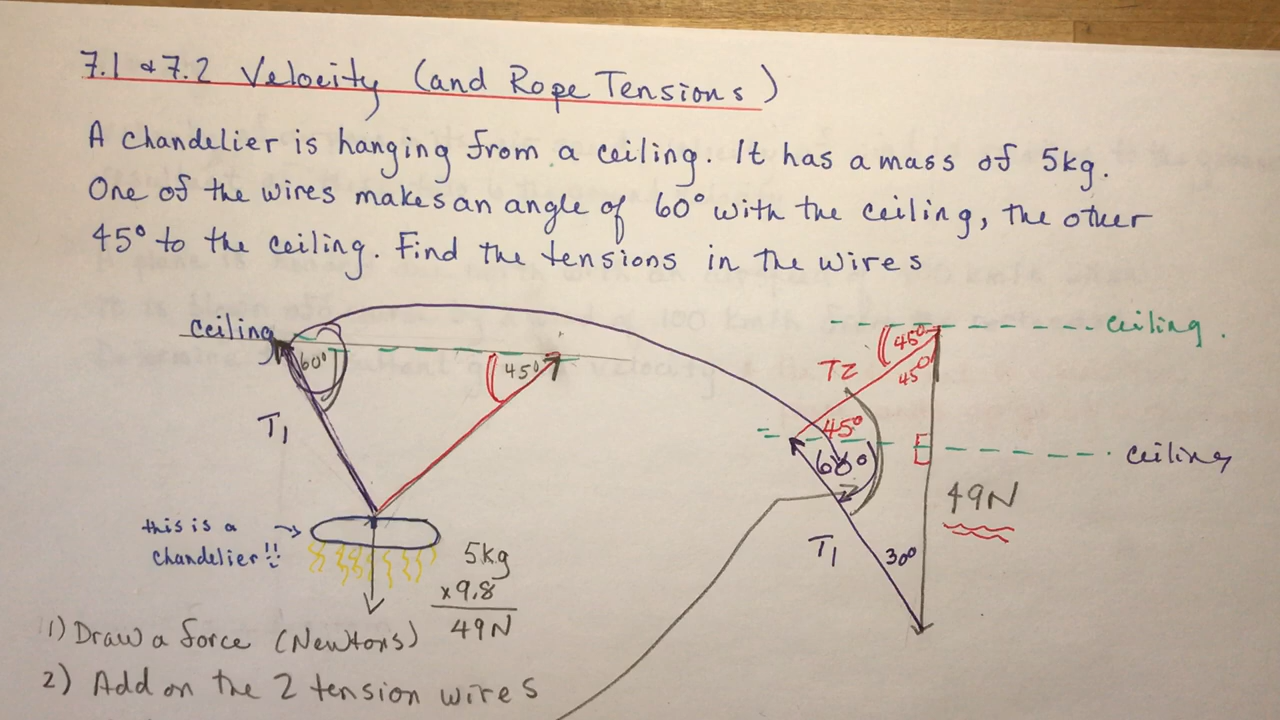 7.1 & 7.2 Velocity (and Rope Tensions)
A chandelier is hanging from a ceiling. It has a mass of 5kg.
One of the wires makes an angle of 60° with the ceiling, the other
45° to the ceiling. Find the tensions in the wires
ceiling
60°
45°
T1
this is a
chandelier!!
5kg
x9.8
49N
45°
ceiling.
T2
45°
45°
60°
ceiling
49N
T1
30°
1) Draw a force (Newtons)
2) Add on the 2 tension wires